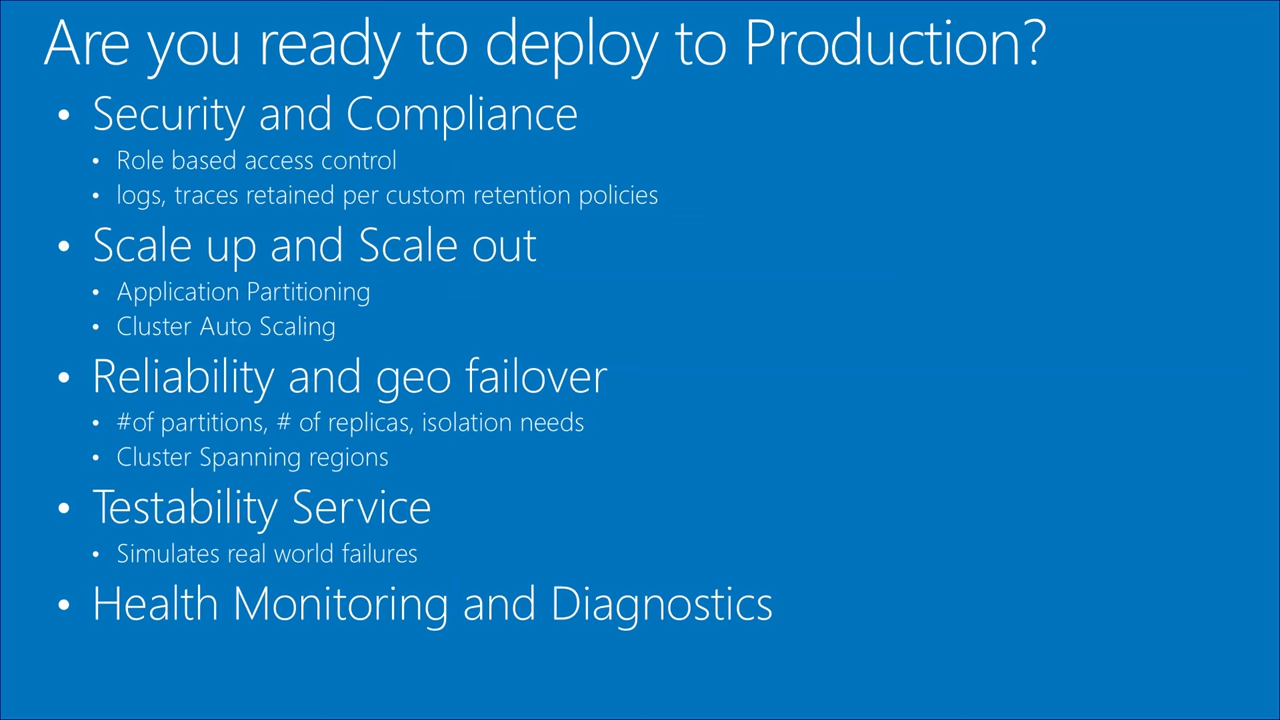 Are you ready to deploy to Production?
• Security and Compliance
• Role based access control
• logs, traces retained per custom retention policies
• Scale up and Scale out
• Application Partitioning
• Cluster Auto Scaling
• Reliability and geo failover
• #of partitions, # of replicas, isolation needs
• Cluster Spanning regions
• Testability Service
• Simulates real world failures
• Health Monitoring and Diagnostics